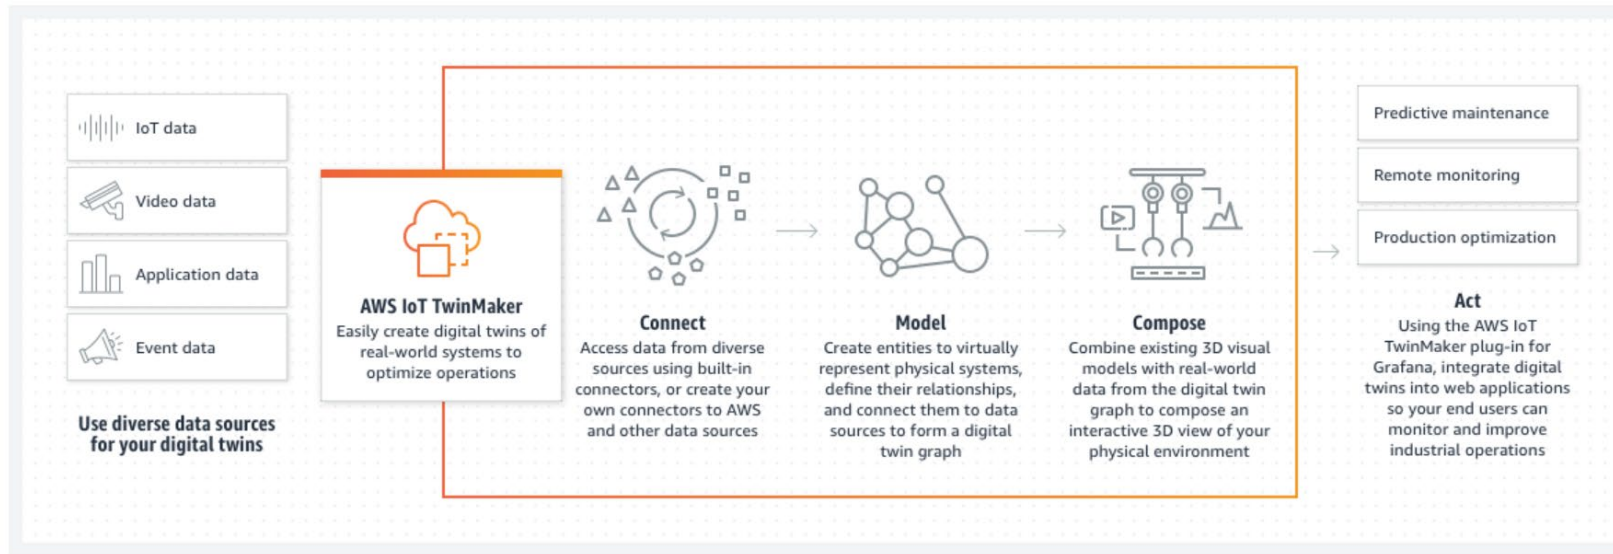 IoT data
Video data
Application data
Event data
Use diverse data sources
for your digital twins
AWS IoT TwinMaker
Easily create digital twins of
real-world systems to
optimize operations
Connect
Access data from diverse
sources using built-in
connectors, or create your
own connectors to AWS
and other data sources
Model
Create entities to virtually
represent physical systems,
define their relationships,
and connect them to data
sources to form a digital
twin graph
Compose
Combine existing 3D visual
models with real-world
data from the digital twin
graph to compose an
interactive 3D view of your
physical environment
Predictive maintenance
Remote monitoring
Production optimization
Act
Using the AWS IoT
TwinMaker plug-in for
Grafana, integrate digital
twins into web applications
so your end users can
monitor and improve
industrial operations